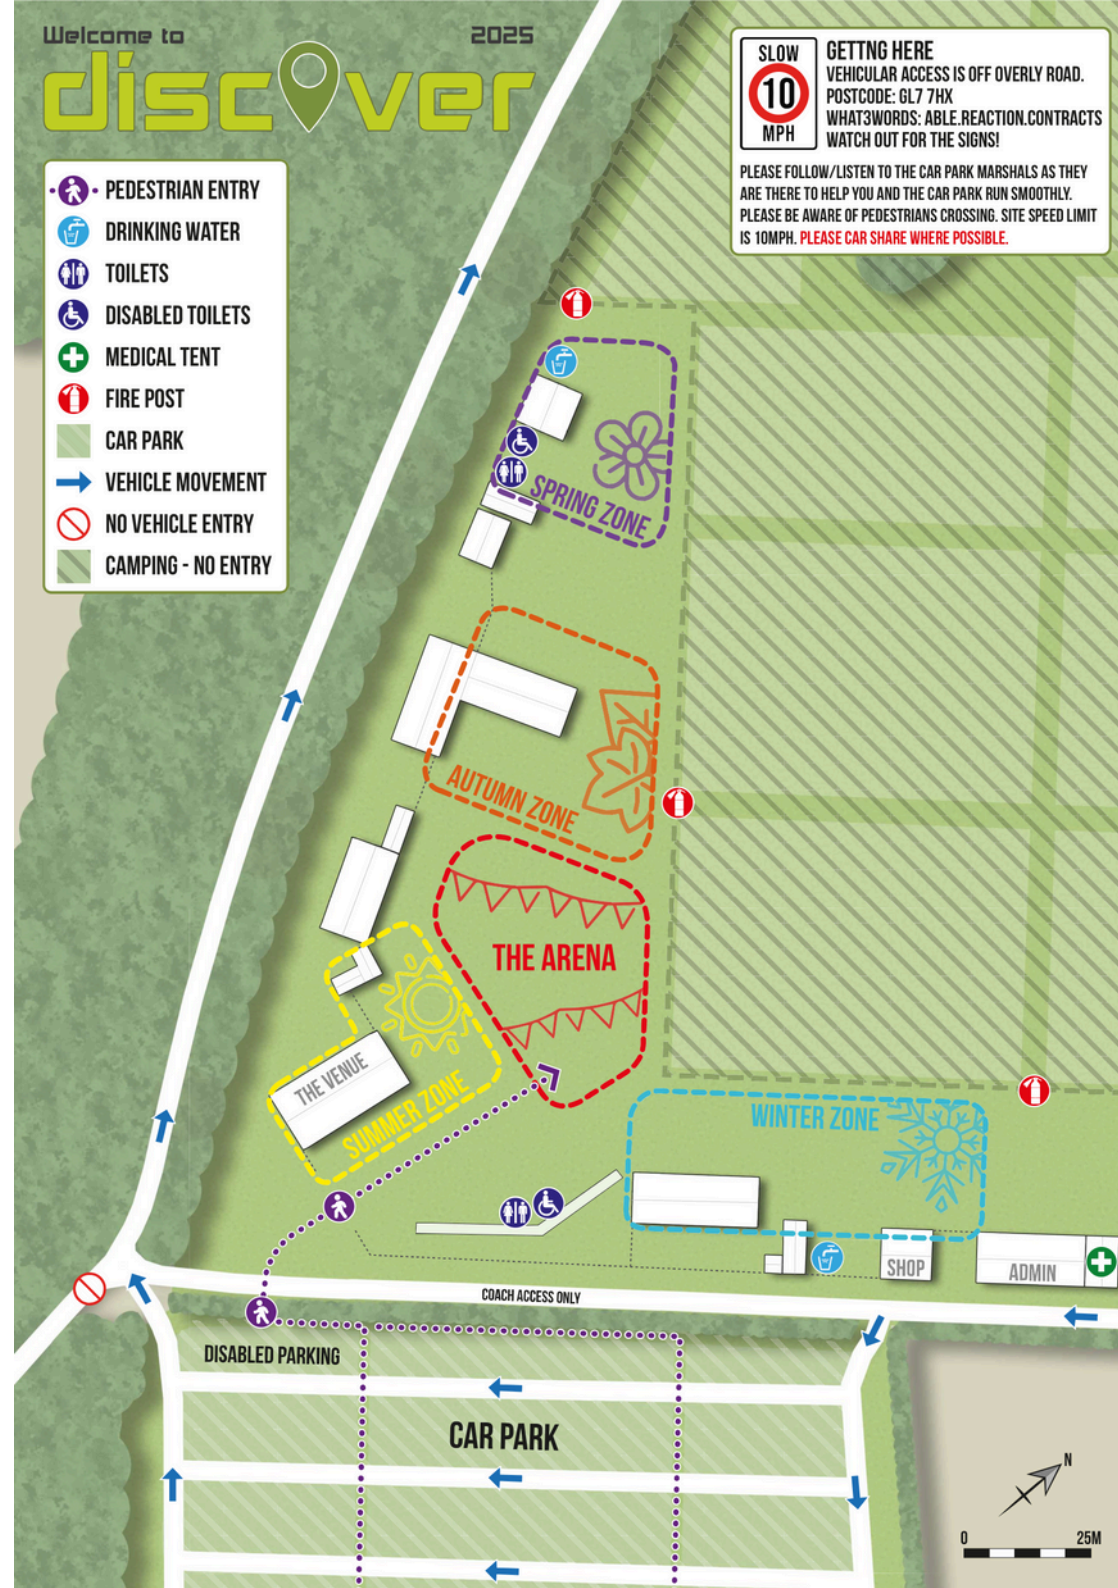 Welcome to
2025
discover
SLOW
10
MPH
GETTNG HERE
VEHICULAR ACCESS IS OFF OVERLY ROAD.
POSTCODE: GL7 7HX
WHAT3WORDS: ABLE.REACTION.CONTRACTS
WATCH OUT FOR THE SIGNS!
PLEASE FOLLOW/LISTEN TO THE CAR PARK MARSHALS AS THEY
ARE THERE TO HELP YOU AND THE CAR PARK RUN SMOOTHLY.
PLEASE BE AWARE OF PEDESTRIANS CROSSING. SITE SPEED LIMIT
IS 10MPH. PLEASE CAR SHARE WHERE POSSIBLE.
PEDESTRIAN ENTRY
DRINKING WATER
TOILETS
DISABLED TOILETS
MEDICAL TENT
FIRE POST
CAR PARK
VEHICLE MOVEMENT
NO VEHICLE ENTRY
CAMPING - NO ENTRY
SPRING ZONE
AUTUMN ZONE
THE ARENA
THE VENUE
SUMMER ZONE
WINTER ZONE
SHOP
ADMIN
COACH ACCESS ONLY
DISABLED PARKING
CAR PARK
N
0
25M